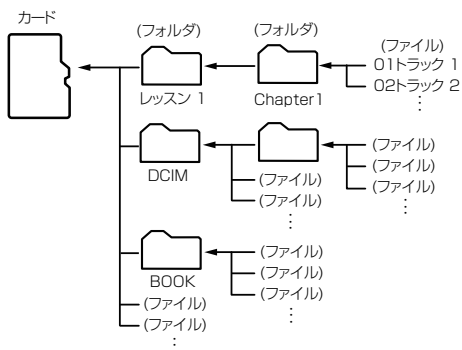 カード
(フォルダ)
(フォルダ)
(ファイル)
01トラック 1
02トラック 2
⋮
レッスン 1
Chapter1
DCIM
(ファイル)
(ファイル)
⋮
(ファイル)
(ファイル)
(ファイル)
⋮
BOOK
(ファイル)
(ファイル)
(ファイル)
⋮
(ファイル)
(ファイル)
⋮